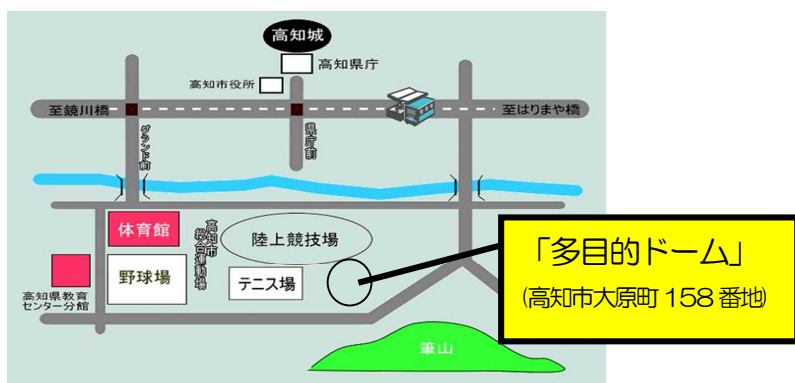 高知城
高知県庁
高知市役所
至鏡川橋
至はりまや橋
グランド前
県庁前
体育館
高知市
総合運動場
陸上競技場
野球場
テニス場
高知県教育
センター分館
筆山
「多目的ドーム」
(高知市大原町158番地)